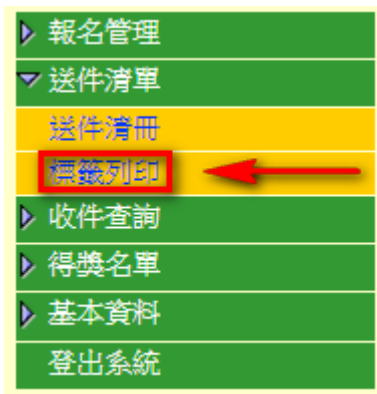 報名管理
送件清單
送件清冊
標籤列印
收件查詢
得獎名單
基本資料
登出系統